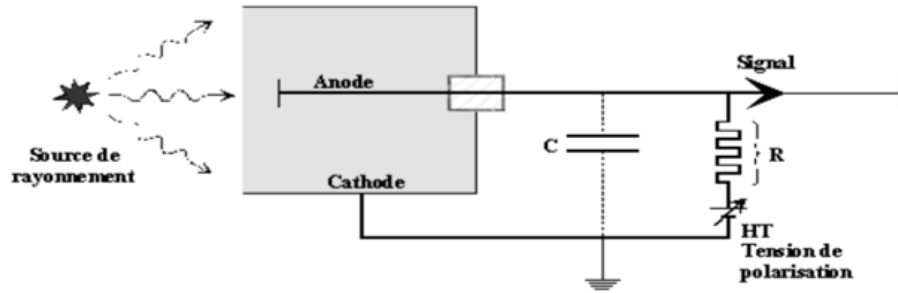 Signal
Anode
C
R
Source de
rayonnement
Cathode
HT
Tension de
polarisation